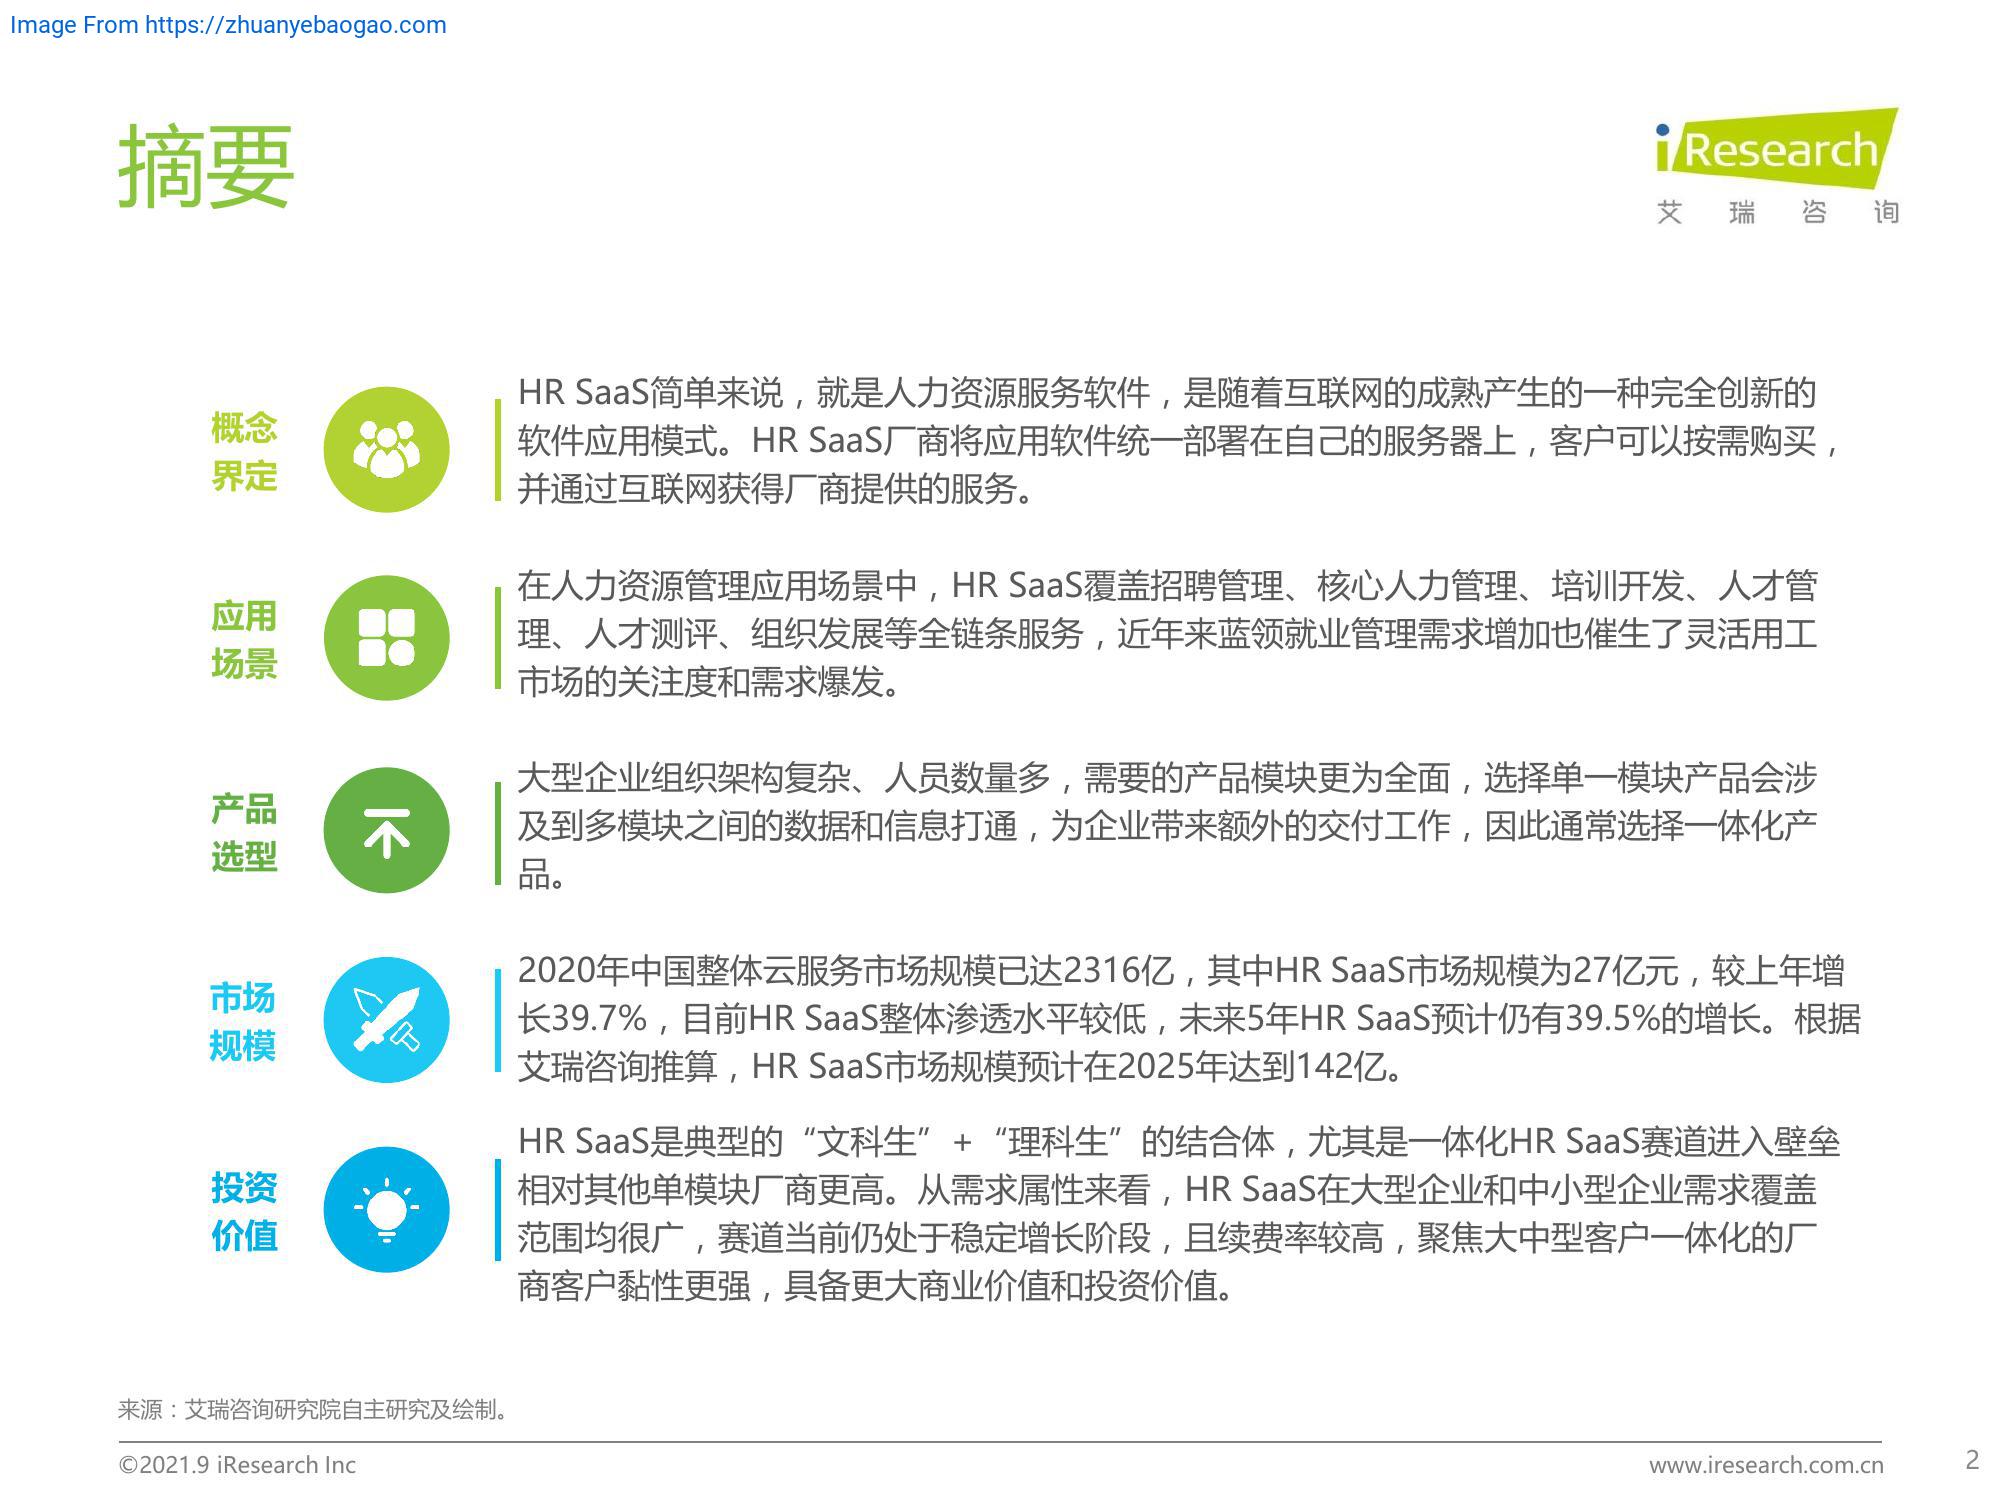 Image From https://zhuanyebaogao.com
摘要
iResearch
艾瑞咨询
概念
界定
HR SaaS简单来说，就是人力资源服务软件，是随着互联网的成熟产生的一种完全创新的
软件应用模式。HR SaaS厂商将应用软件统一部署在自己的服务器上，客户可以按需购买，
并通过互联网获得厂商提供的服务。
应用
场景
在人力资源管理应用场景中，HR SaaS覆盖招聘管理、核心人力管理、培训开发、人才管
理、人才测评、组织发展等全链条服务，近年来蓝领就业管理需求增加也催生了灵活用工
市场的关注度和需求爆发。
产品
选型
大型企业组织架构复杂、人员数量多，需要的产品模块更为全面，选择单一模块产品会涉
及到多模块之间的数据和信息打通，为企业带来额外的交付工作，因此通常选择一体化产
品。
市场
规模
2020年中国整体云服务市场规模已达2316亿，其中HR SaaS市场规模为27亿元，较上年增
长39.7%，目前HR SaaS整体渗透水平较低，未来5年HR SaaS预计仍有39.5%的增长。根据
艾瑞咨询推算，HR SaaS市场规模预计在2025年达到142亿。
投资
价值
HR SaaS是典型的“文科生”+“理科生”的结合体，尤其是一体化HR SaaS赛道进入壁垒
相对其他单模块厂商更高。从需求属性来看，HR SaaS在大型企业和中小型企业需求覆盖
范围均很广，赛道当前仍处于稳定增长阶段，且续费率较高，聚焦大中型客户一体化的厂
商客户黏性更强，具备更大商业价值和投资价值。
来源：艾瑞咨询研究院自主研究及绘制。
©2021.9 iResearch Inc
www.iresearch.com.cn
2